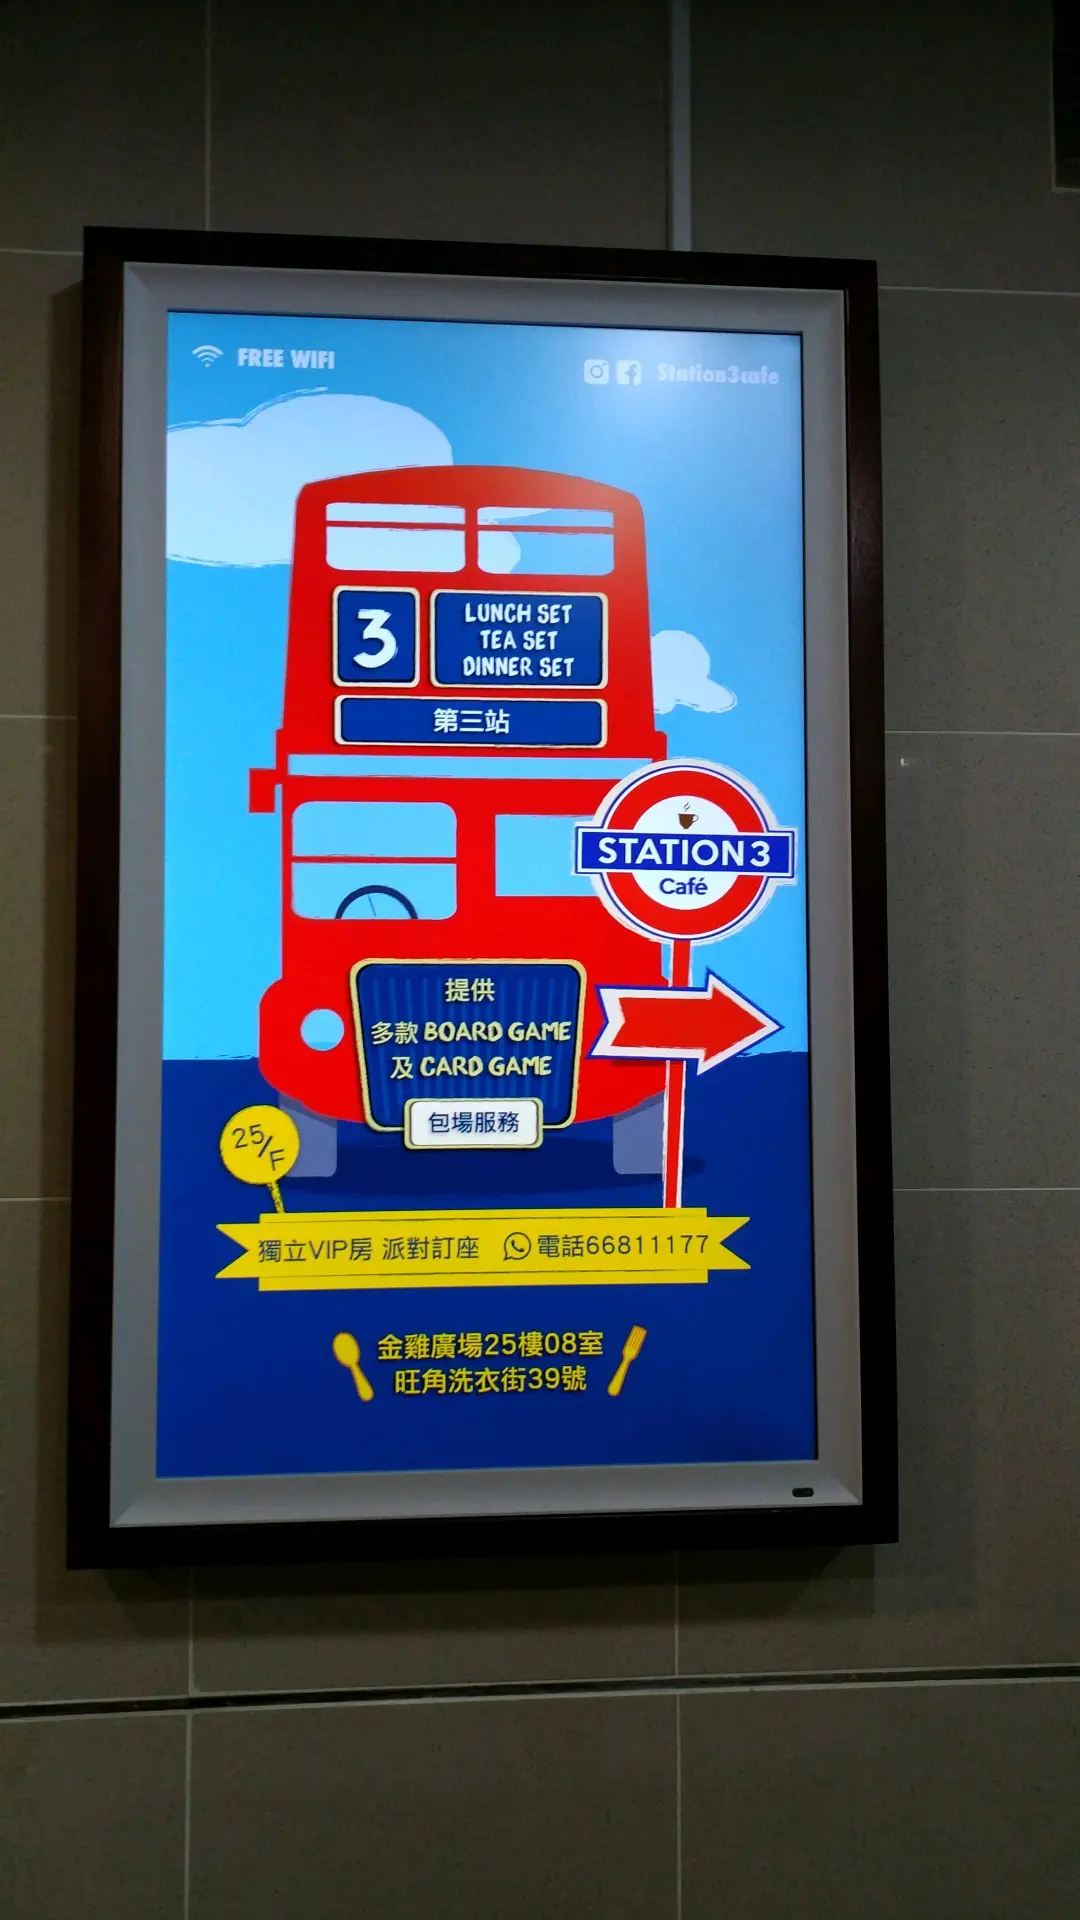 FREE WIFI
Station3cafe
3
LUNCH SET
TEA SET
DINNER SET
第三站
STATION 3
Café
提供
多款 BOARD GAME
及 CARD GAME
包場服務
25/F
獨立VIP房 派對訂座 電話66811177
金雞廣場25樓08室
旺角洗衣街39號